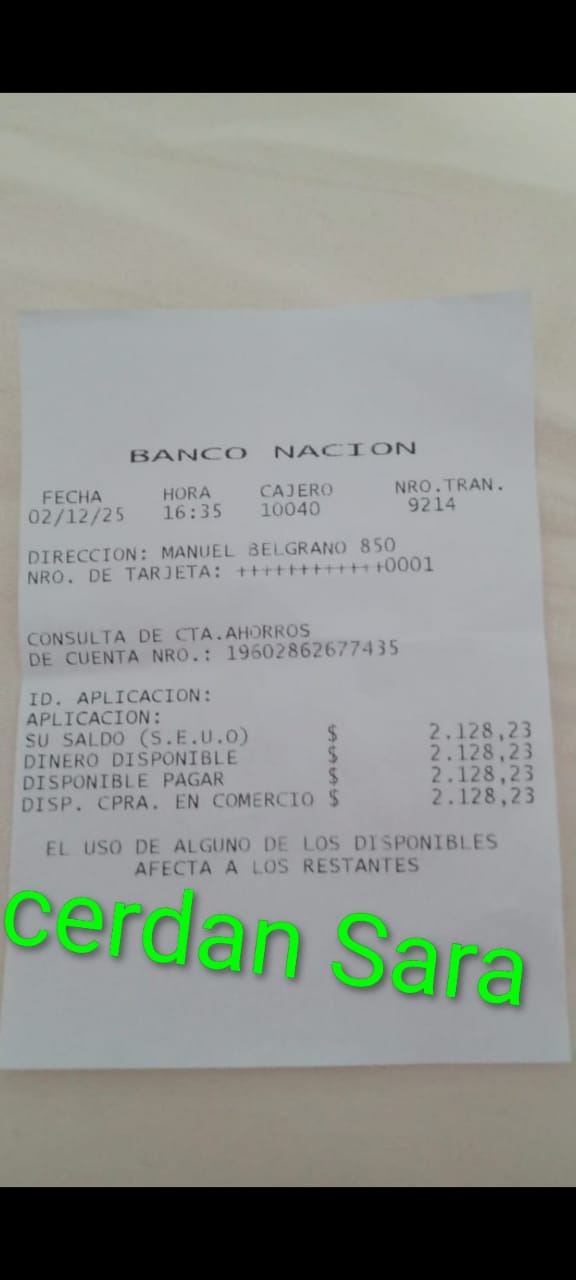 BANCO NACION
FECHA HORA CAJERO NRO.TRAN.
02/12/25 16:35 10040 9214
DIRECCION: MANUEL BELGRANO 850
NRO. DE TARJETA: ++++++++++++0001
CONSULTA DE CTA.AHORROS
DE CUENTA NRO.: 19602862677435
ID. APLICACION:
APLICACION:
SU SALDO (S.E.U.O) $ 2.128,23
DINERO DISPONIBLE $ 2.128,23
DISPONIBLE PAGAR $ 2.128,23
DISP. CPRA. EN COMERCIO $ 2.128,23
EL USO DE ALGUNO DE LOS DISPONIBLES
AFECTA A LOS RESTANTES
cerdan Sara